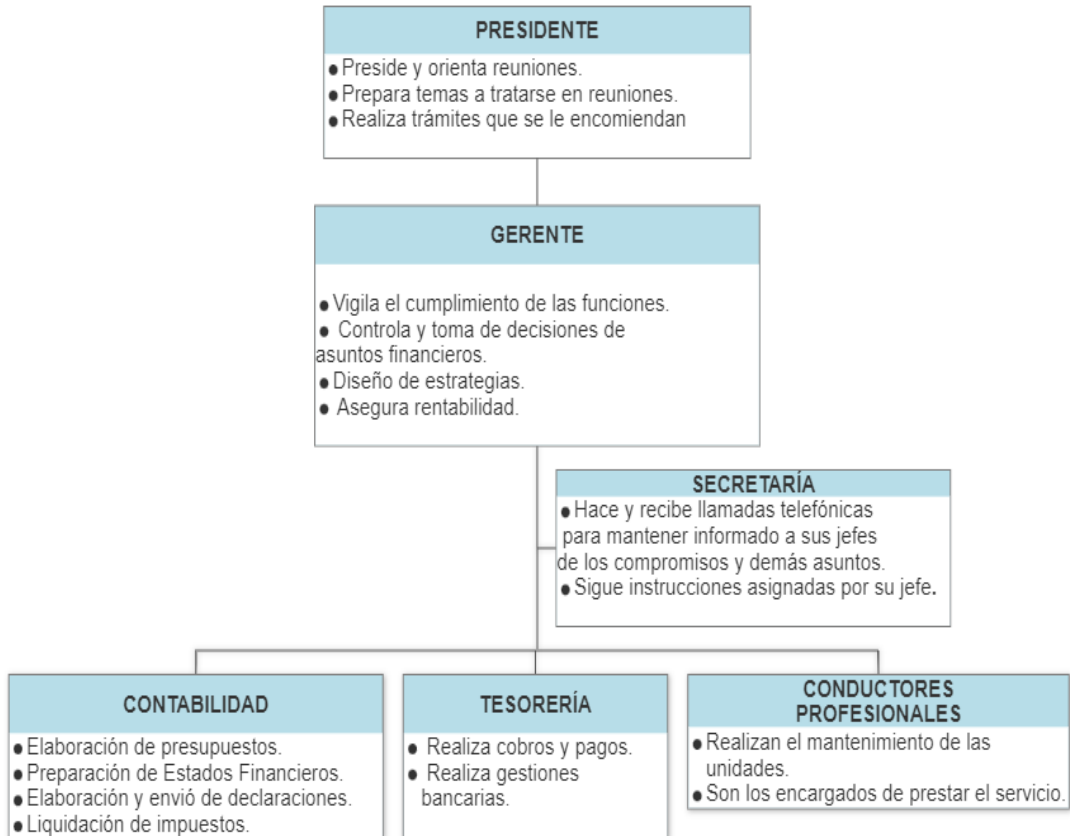 PRESIDENTE
● Preside y orienta reuniones.
● Prepara temas a tratarse en reuniones.
● Realiza trámites que se le encomiendan
GERENTE
● Vigila el cumplimiento de las funciones.
● Controla y toma de decisiones de
asuntos financieros.
● Diseño de estrategias.
● Asegura rentabilidad.
SECRETARÍA
● Hace y recibe llamadas telefónicas
para mantener informado a sus jefes
de los compromisos y demás asuntos.
● Sigue instrucciones asignadas por su jefe.
CONTABILIDAD
● Elaboración de presupuestos.
● Preparación de Estados Financieros.
● Elaboración y envió de declaraciones.
● Liquidación de impuestos.
TESORERÍA
● Realiza cobros y pagos.
● Realiza gestiones
bancarias.
CONDUCTORES
PROFESIONALES
● Realizan el mantenimiento de las
unidades.
● Son los encargados de prestar el servicio.